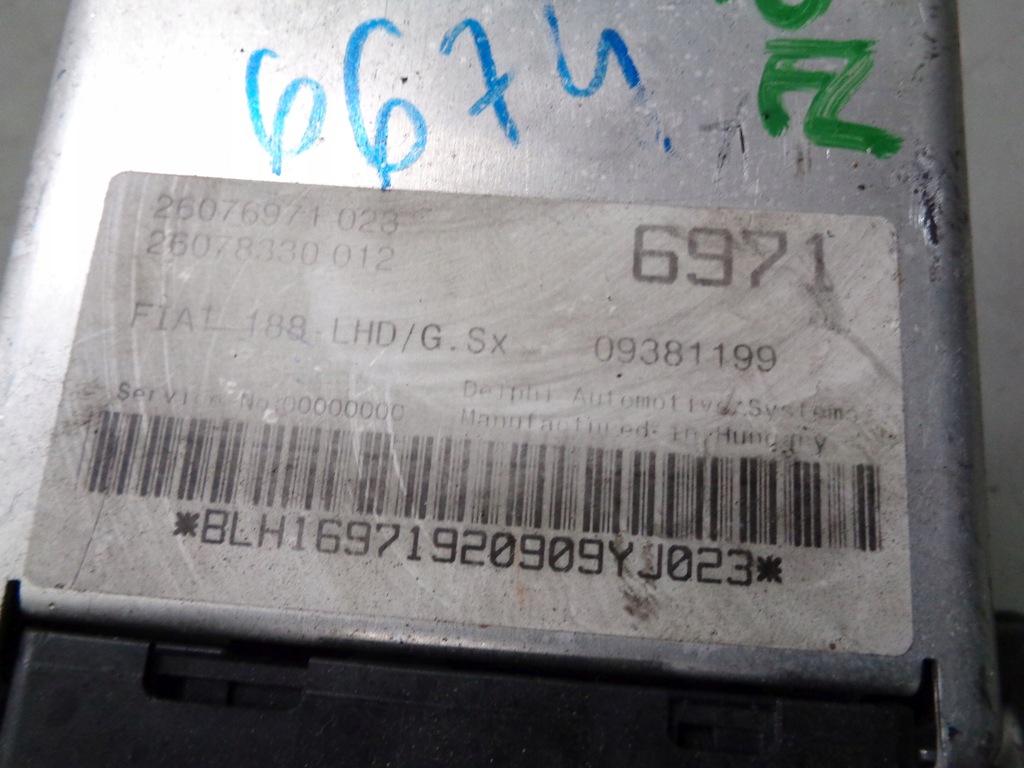 6674
26076971 023
6971
26078330 012
FIAT 188 LHD/G.Sx 09381199
Service No 00000000 Delphi Automotive Systems
Manufactured in Hungary
*8LH16971920909YJ023*